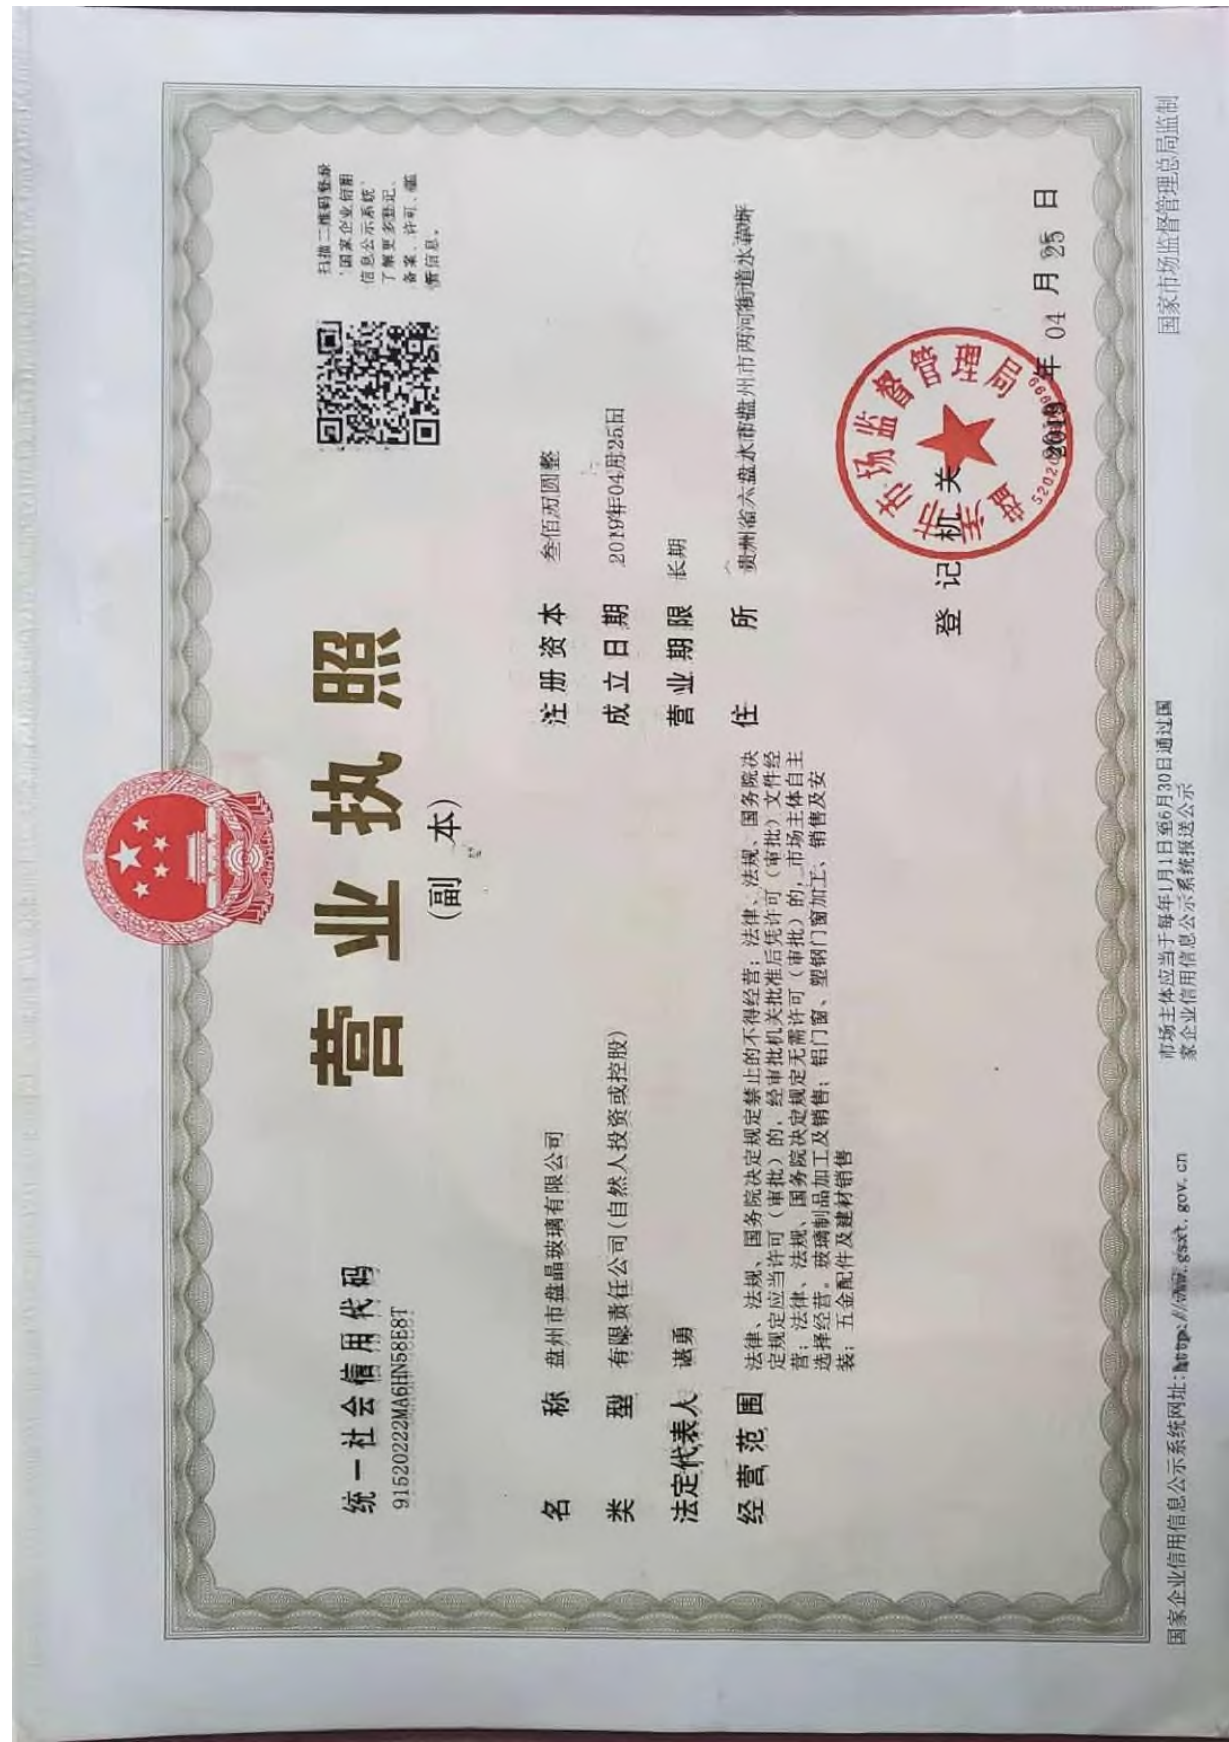 统一社会信用代码
91520222MA6HN58E8T
营业执照
(副 本)
扫描二维码登录
‘国家企业信用
信息公示系统’
了解更多登记、
备案、许可、监
管信息。
名 称 盘州市盘晶玻璃有限公司
类 型 有限责任公司(自然人投资或控股)
法定代表人 谌勇
经营范围 法律、法规、国务院决定规定禁止的不得经营;法律、法规、国务院决
定规定应当许可(审批)的,经审批机关批准后凭许可(审批)文件经
营;法律、法规、国务院决定规定无需许可(审批)的,市场主体自主
选择经营。玻璃制品加工及销售;铝门窗、塑钢门窗加工、销售及安
装;五金配件及建材销售
注册资本 叁佰万圆整
成立日期 2019年04月25日
营业期限 长期
住 所 贵州省六盘水市盘州市两河街道水
登记机关
盘州市市场监督管理局
2019年04月25日
国家企业信用信息公示系统网址:http://www.gsxt.gov.cn
市场主体应当于每年1月1日至6月30日通过国
家企业信用信息公示系统报送公示
国家市场监督管理总局监制